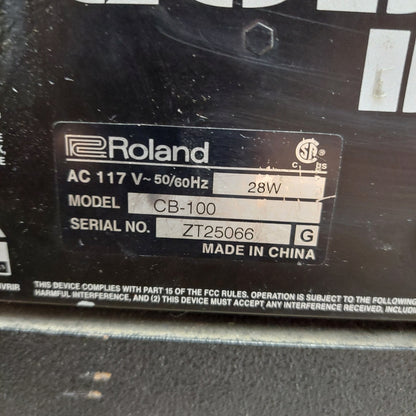 Roland
AC 117 V~ 50/60Hz 28W
MODEL CB-100
SERIAL NO. ZT25066 G
MADE IN CHINA
THIS DEVICE COMPLIES WITH PART 15 OF THE FCC RULES. OPERATION IS SUBJECT TO THE FOLLOWING
HARMFUL INTERFERENCE, AND (2) THIS DEVICE MUST ACCEPT ANY INTERFERENCE RECEIVED,